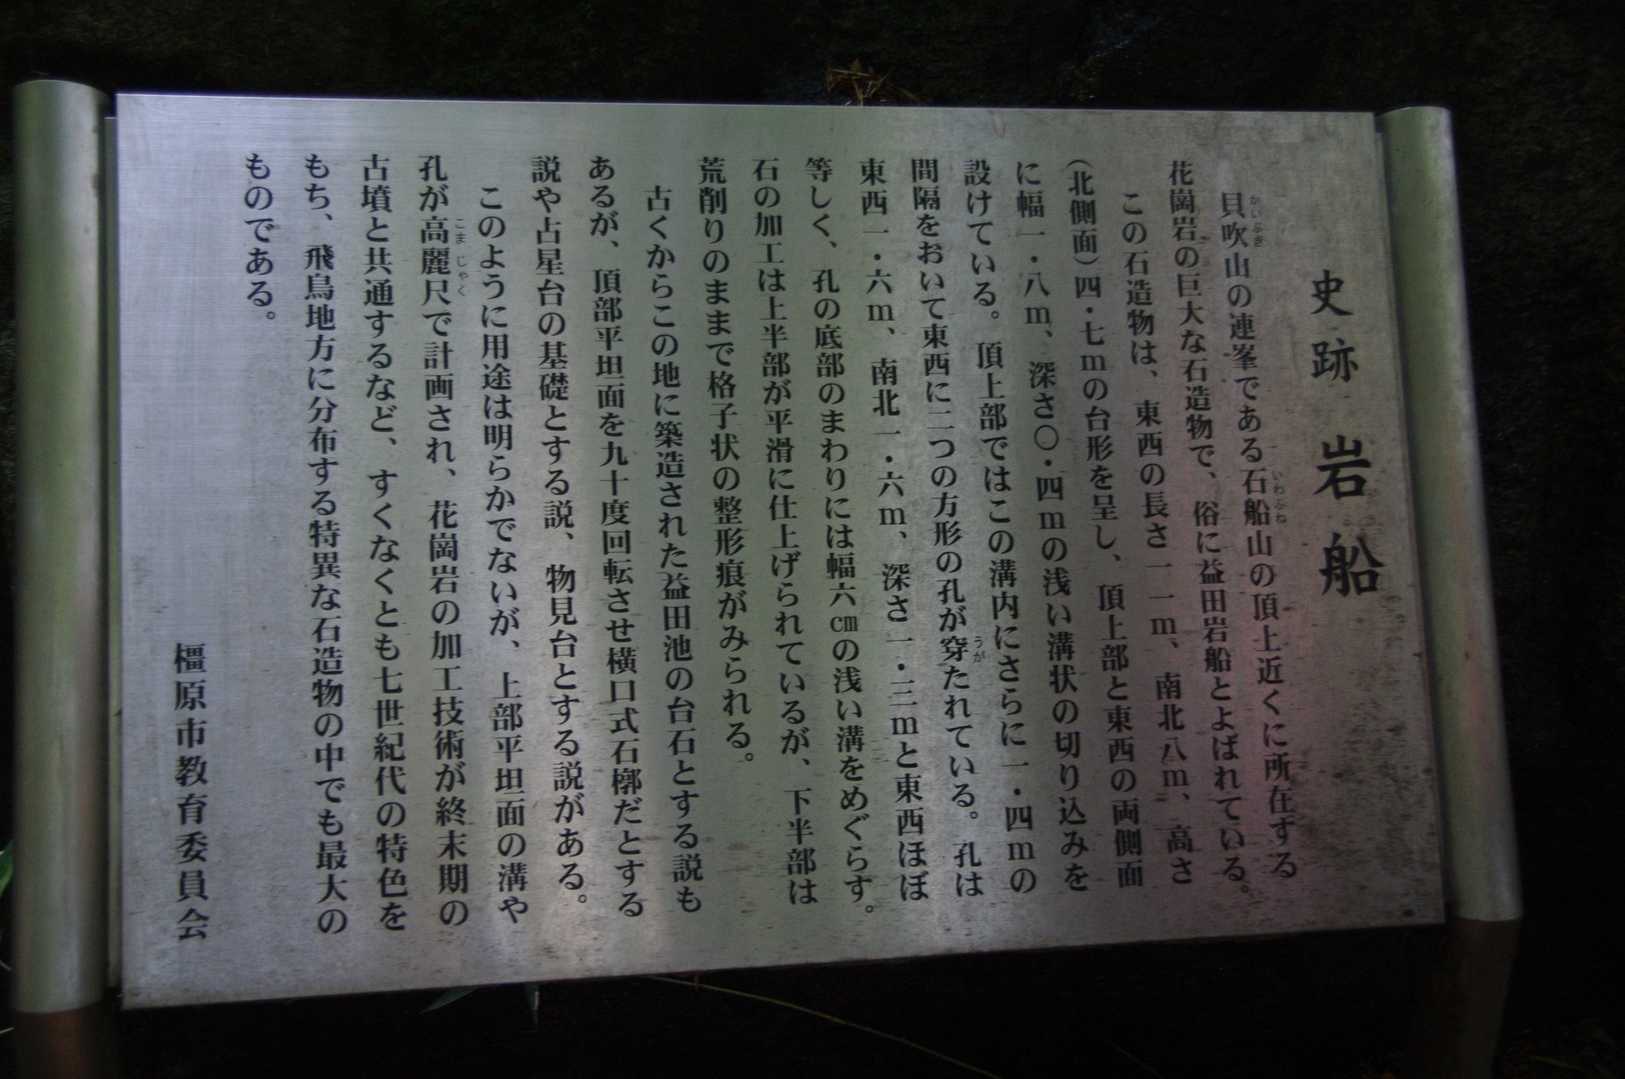 史跡 岩船
貝吹山の連峯である石船山の頂上近くに所在する
かいぶき
いわふね
花崗岩の巨大な石造物で、俗に益田岩船とよばれている。
この石造物は、東西の長さ一一m、南北八m、高さ
(北側面)四・七mの台形を呈し、頂上部と東西の両側面
に幅一・八m、深さ〇・四mの浅い溝状の切り込みを
設けている。頂上部ではこの溝内にさらに一・四mの
間隔をおいて東西に二つの方形の孔が穿たれている。孔は
うが
東西一・六m、南北一・六m、深さ一・三mと東西ほぼ
等しく、孔の底部のまわりには幅六㎝の浅い溝をめぐらす。
石の加工は上半部が平滑に仕上げられているが、下半部は
荒削りのままで格子状の整形痕がみられる。
古くからこの地に築造された益田池の台石とする説も
あるが、頂部平坦面を九十度回転させ横口式石槨だとする
説や占星台の基礎とする説、物見台とする説がある。
このように用途は明らかでないが、上部平坦面の溝や
孔が高麗尺で計画され、花崗岩の加工技術が終末期の
こま じゃく
古墳と共通するなど、すくなくとも七世紀代の特色を
もち、飛鳥地方に分布する特異な石造物の中でも最大の
ものである。
橿原市教育委員会